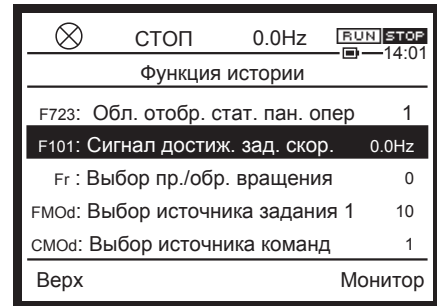 СТОП 0.0Hz RUN STOP
14:01
Функция истории
F723: Обл. отобр. стат. пан. опер 1
F101: Сигнал достиж. зад. скор. 0.0Hz
Fr : Выбор пр./обр. вращения 0
FMOd: Выбор источника задания 1 10
CMOd: Выбор источника команд 1
Верх Монитор